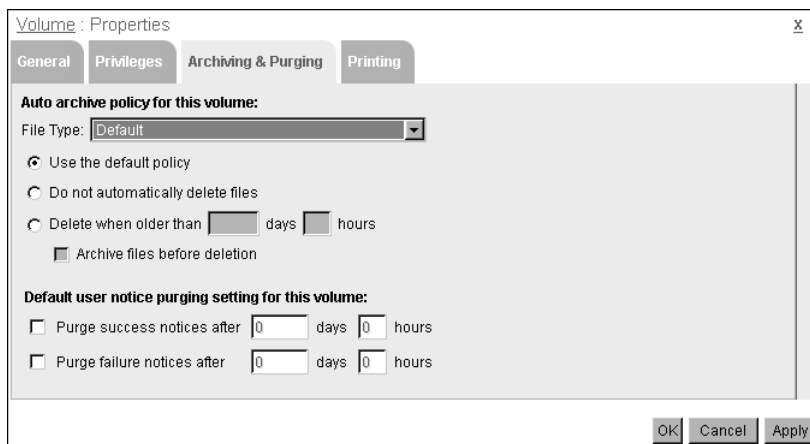 Volume : Properties x
General Privileges Archiving & Purging Printing
Auto archive policy for this volume:
File Type: Default
Use the default policy
Do not automatically delete files
Delete when older than days hours
Archive files before deletion
Default user notice purging setting for this volume:
Purge success notices after 0 days 0 hours
Purge failure notices after 0 days 0 hours
OK Cancel Apply